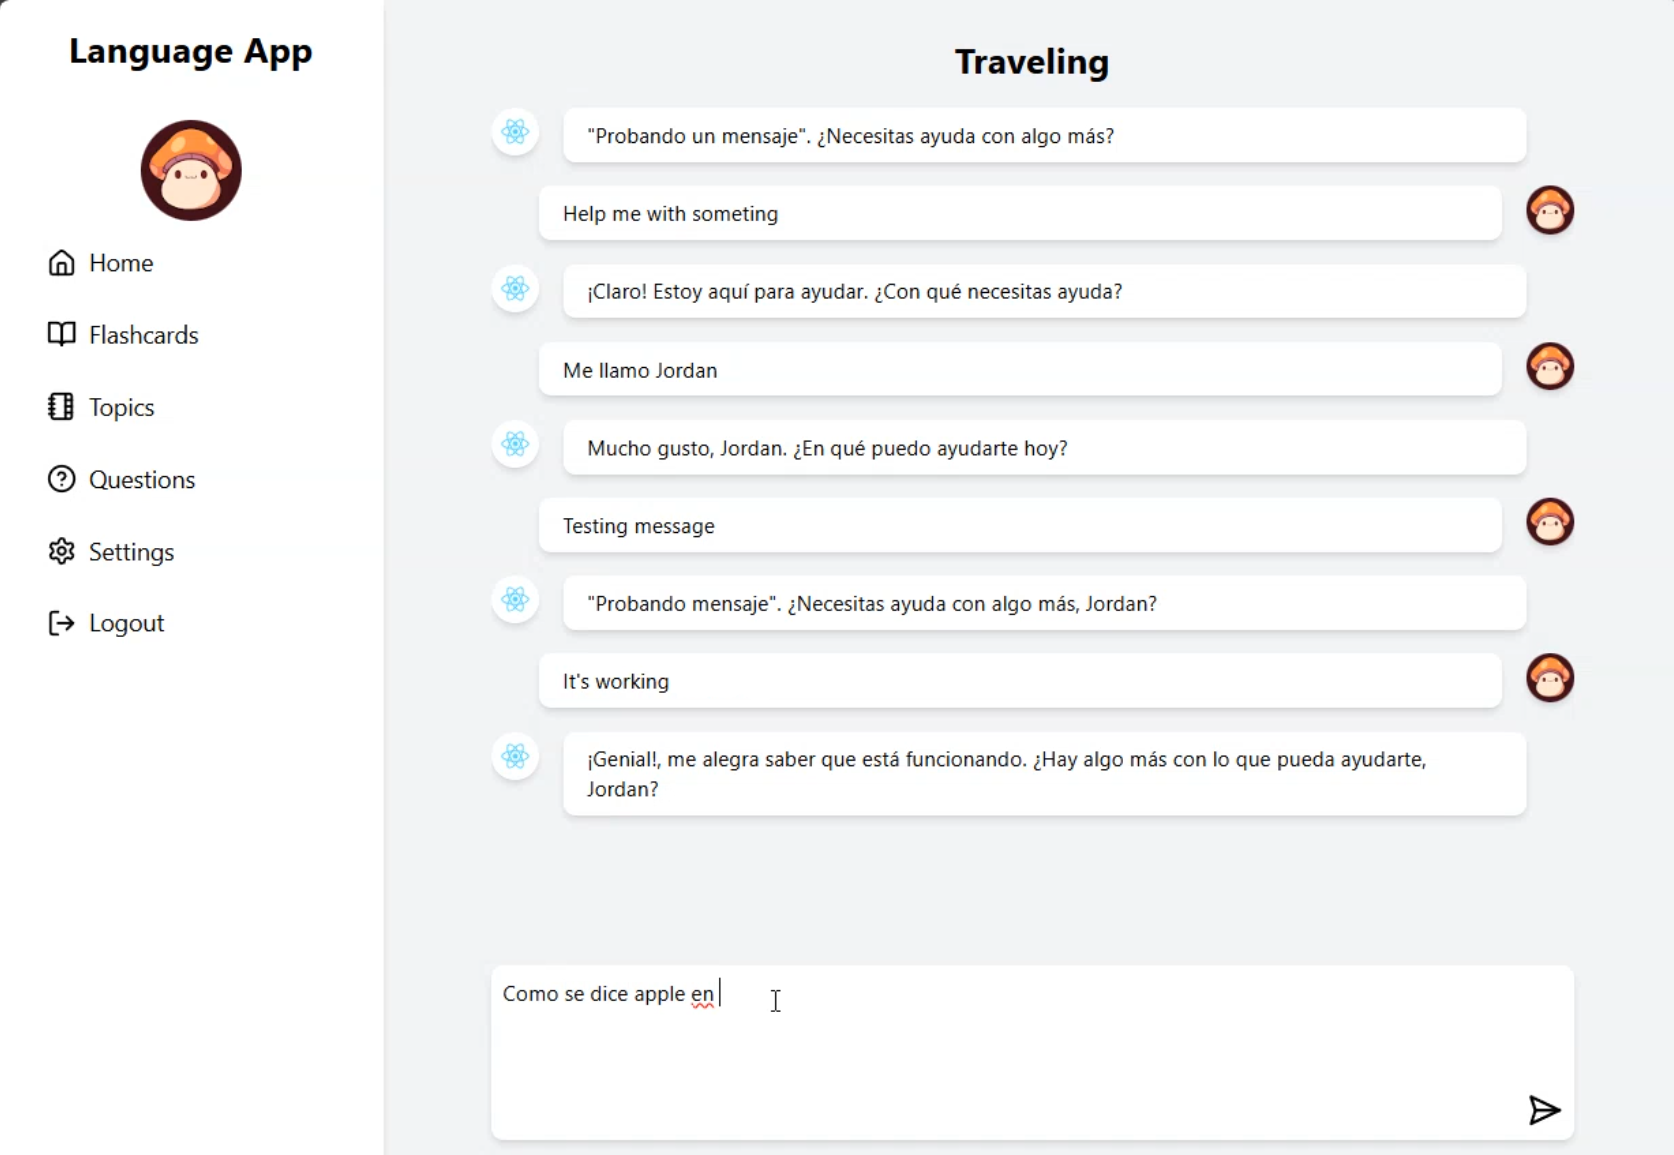 Language App
Home
Flashcards
Topics
Questions
Settings
Logout
Traveling
"Probando un mensaje". ¿Necesitas ayuda con algo más?
Help me with someting
¡Claro! Estoy aquí para ayudar. ¿Con qué necesitas ayuda?
Me llamo Jordan
Mucho gusto, Jordan. ¿En qué puedo ayudarte hoy?
Testing message
"Probando mensaje". ¿Necesitas ayuda con algo más, Jordan?
It's working
¡Genial!, me alegra saber que está funcionando. ¿Hay algo más con lo que pueda ayudarte,
Jordan?
Como se dice apple en